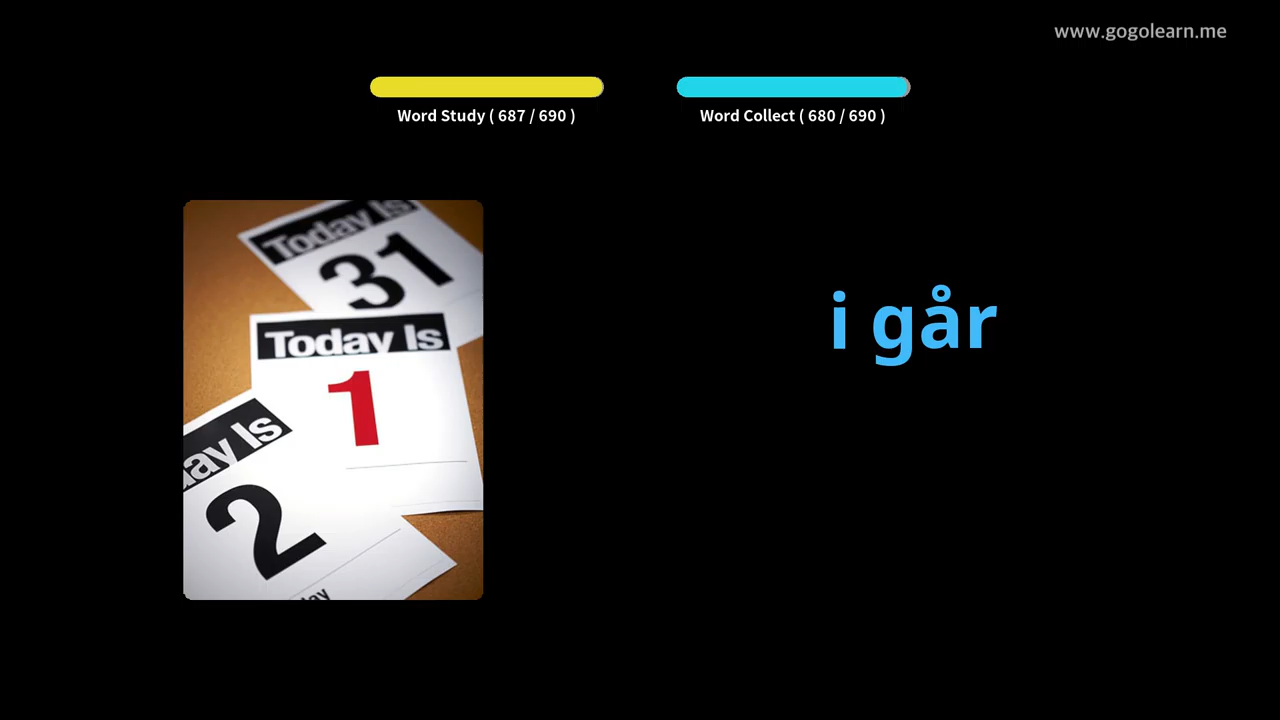 www.gogolearn.me
Word Study ( 687 / 690 )
Word Collect ( 680 / 690 )
Today Is
31
Today Is
1
ay Is
2
i går